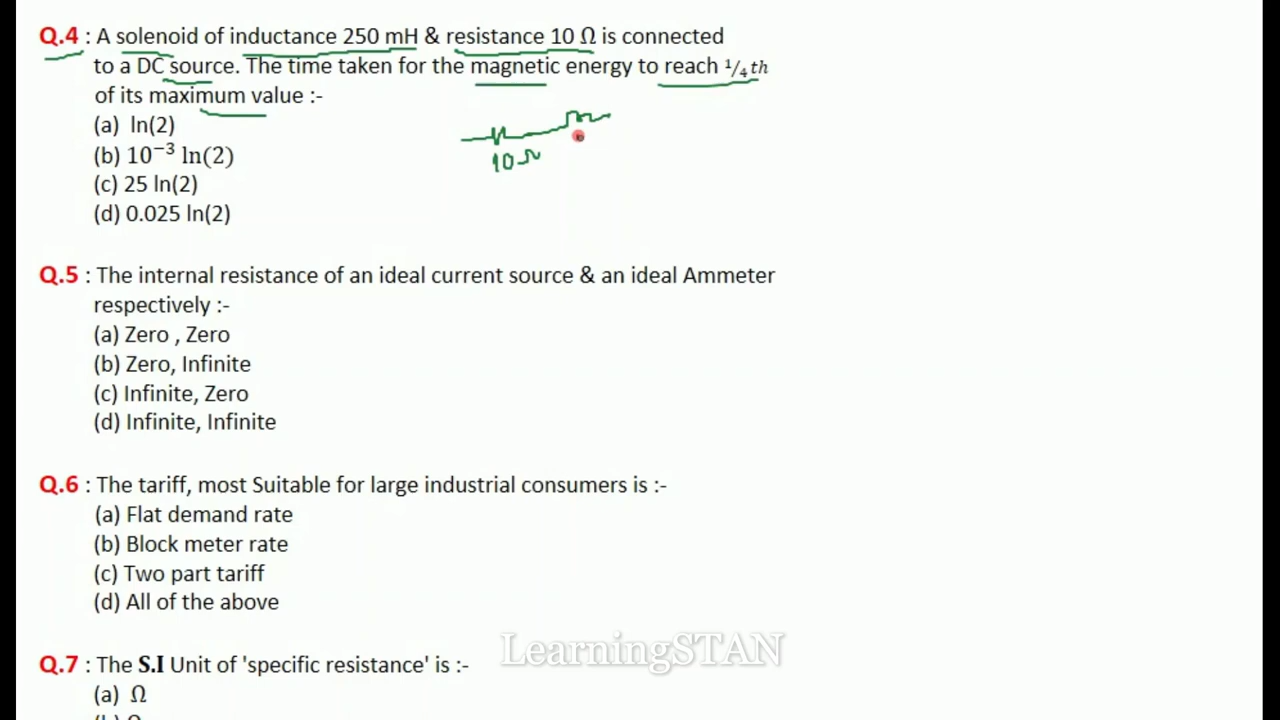 Q.4 : A solenoid of inductance 250 mH & resistance 10 Ω is connected
to a DC source. The time taken for the magnetic energy to reach 1/4 th
of its maximum value :-
(a) ln(2)
(b) 10⁻³ ln(2)
(c) 25 ln(2)
(d) 0.025 ln(2)
10 Ω
Q.5 : The internal resistance of an ideal current source & an ideal Ammeter
respectively :-
(a) Zero , Zero
(b) Zero, Infinite
(c) Infinite, Zero
(d) Infinite, Infinite
Q.6 : The tariff, most Suitable for large industrial consumers is :-
(a) Flat demand rate
(b) Block meter rate
(c) Two part tariff
(d) All of the above
LearningSTAN
Q.7 : The S.I Unit of 'specific resistance' is :-
(a) Ω